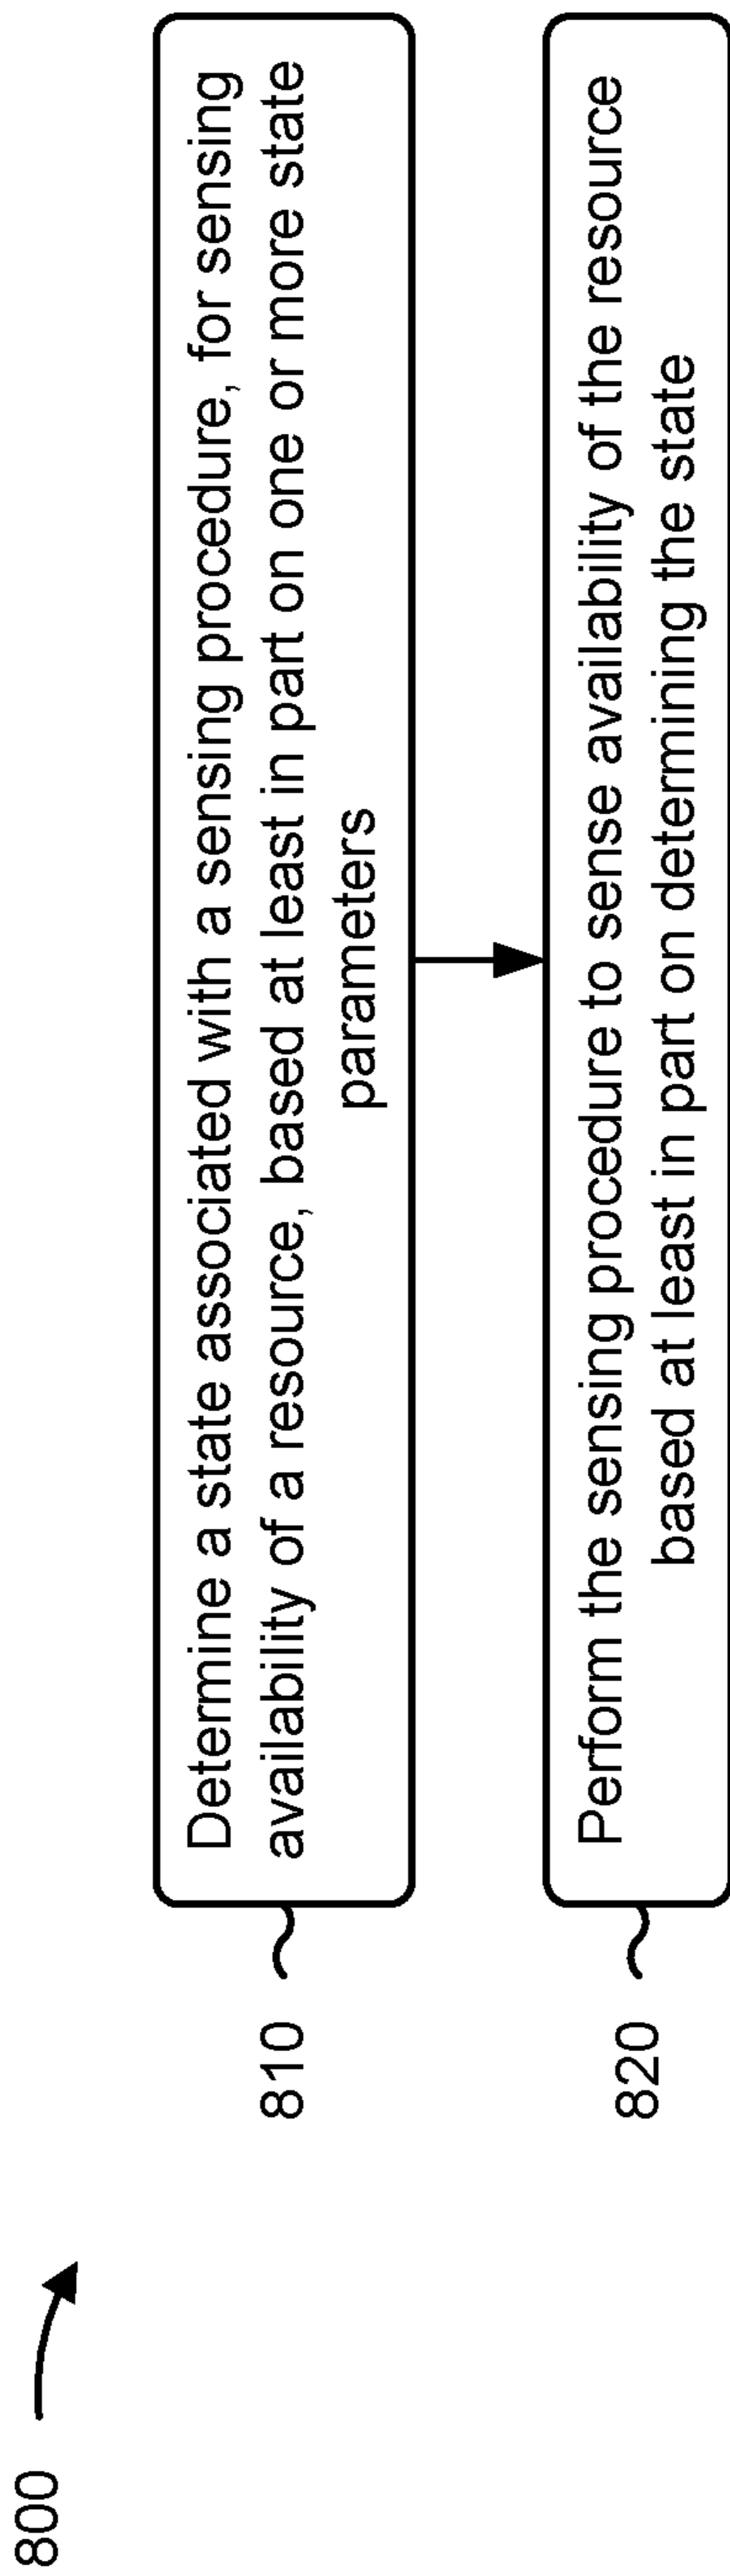 800
810
Determine a state associated with a sensing procedure, for sensing
availability of a resource, based at least in part on one or more state
parameters
820
Perform the sensing procedure to sense availability of the resource
based at least in part on determining the state